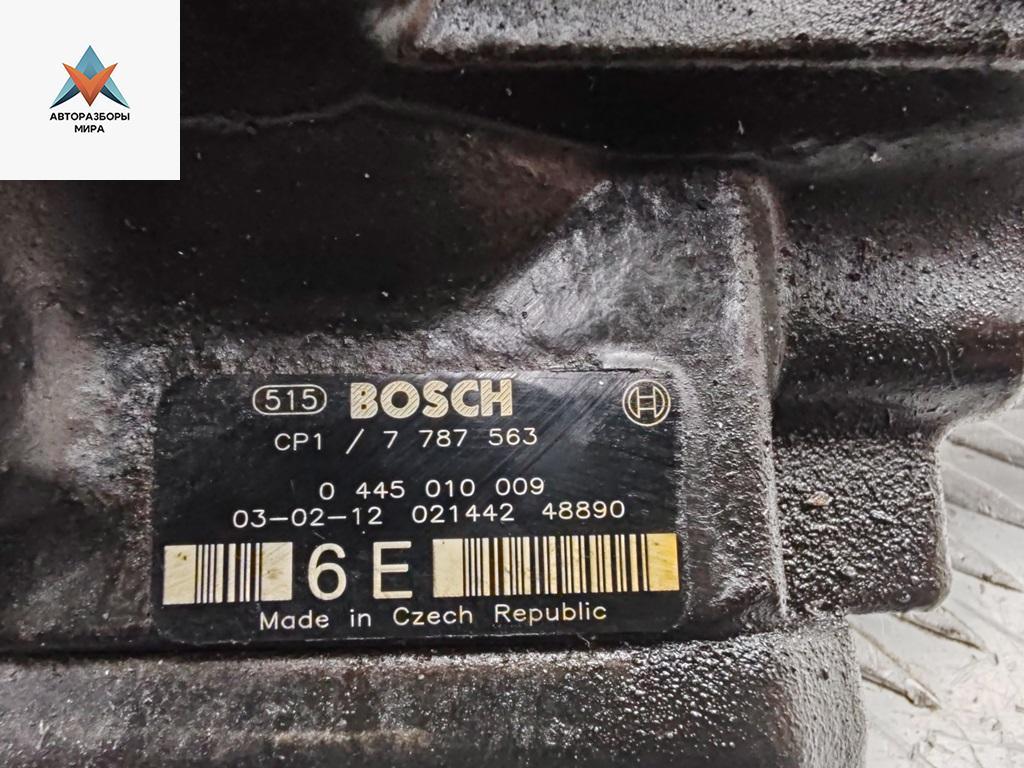 АВТОРАЗБОРЫ
МИРА
515 BOSCH
CP1 / 7 787 563
0 445 010 009
03-02-12 021442 48890
6 E
Made in Czech Republic